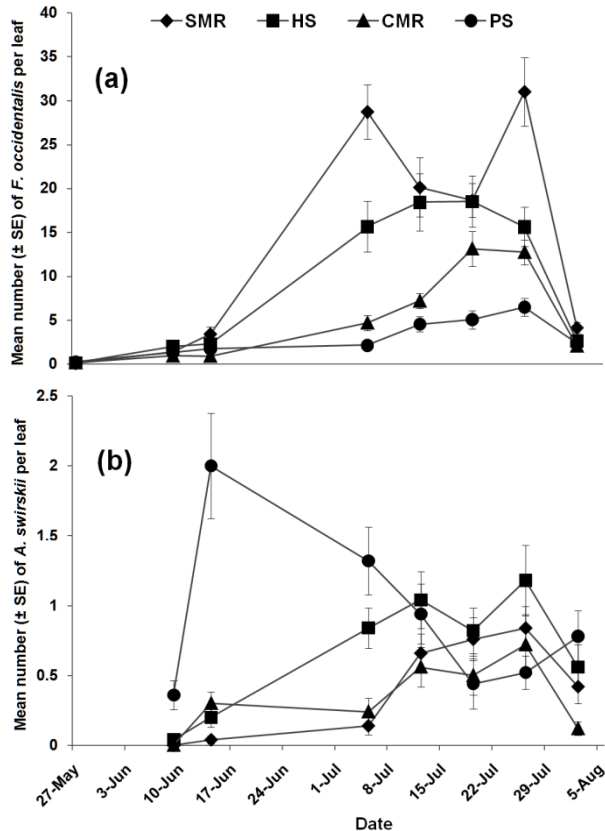 SMR HS CMR PS
(a)
Mean number (± SE) of F. occidentalis per leaf
40
35
30
25
20
15
10
5
0
(b)
Mean number (± SE) of A. swirskii per leaf
2.5
2
1.5
1
0.5
0
27-May 3-Jun 10-Jun 17-Jun 24-Jun 1-Jul 8-Jul 15-Jul 22-Jul 29-Jul 5-Aug
Date